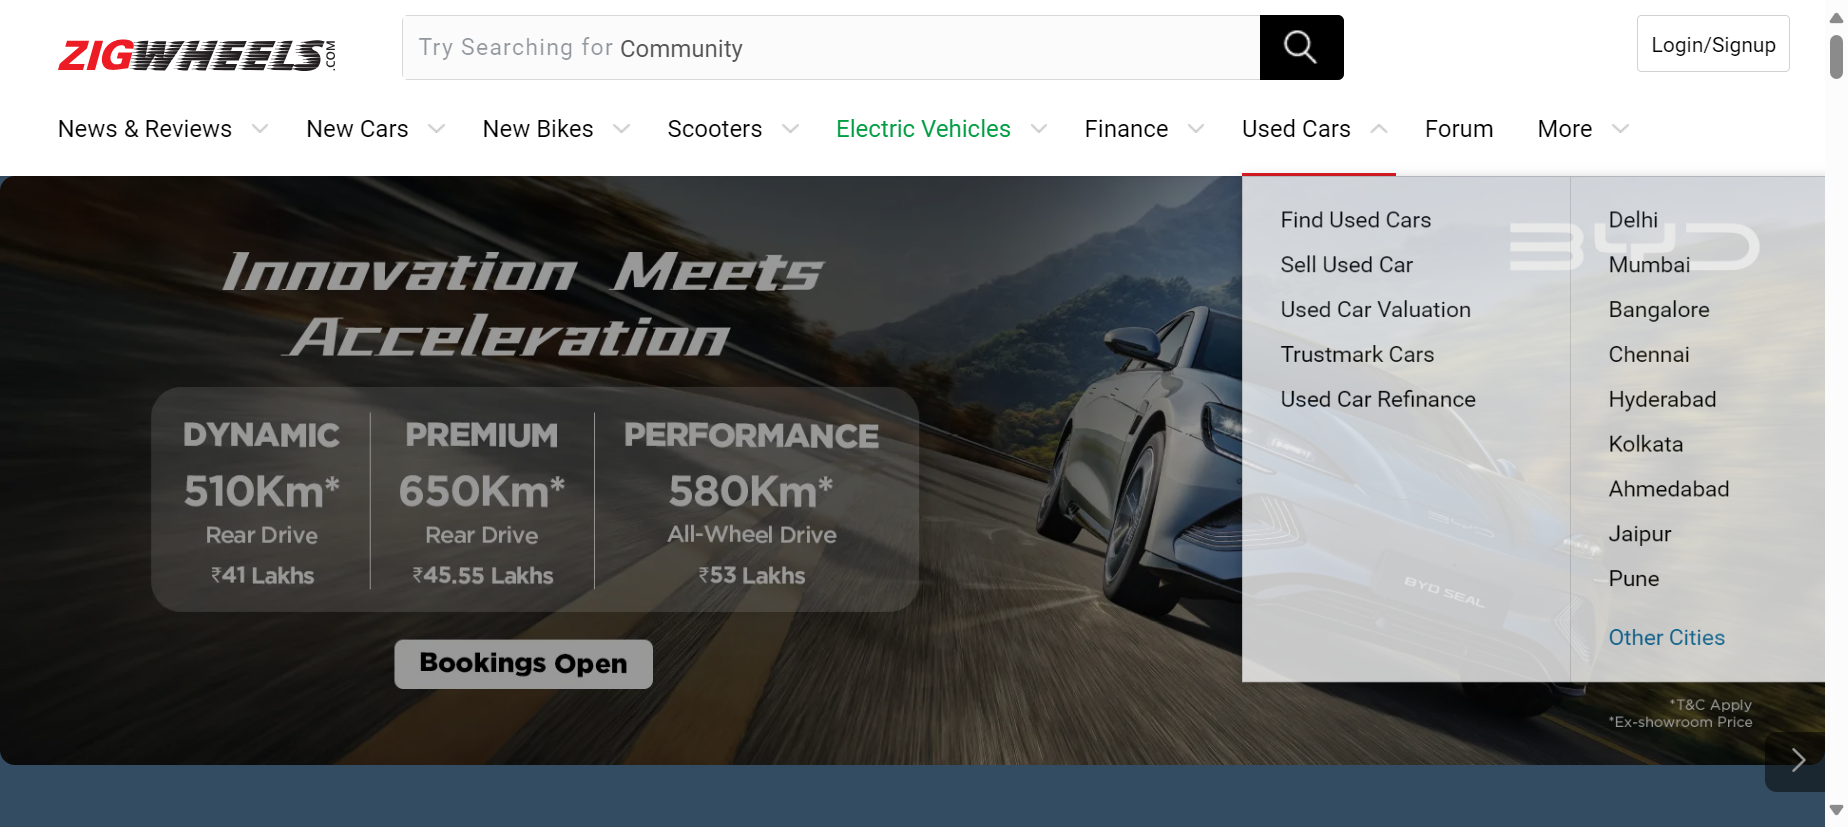 ZIGWHEELS.COM
Try Searching for Community
Login/Signup
News & Reviews
New Cars
New Bikes
Scooters
Electric Vehicles
Finance
Used Cars
Forum
More
Find Used Cars
Sell Used Car
Used Car Valuation
Trustmark Cars
Used Car Refinance
Delhi
Mumbai
Bangalore
Chennai
Hyderabad
Kolkata
Ahmedabad
Jaipur
Pune
Other Cities
BYD
Innovation Meets
Acceleration
DYNAMIC
510Km*
Rear Drive
₹41 Lakhs
PREMIUM
650Km*
Rear Drive
₹45.55 Lakhs
PERFORMANCE
580Km*
All-Wheel Drive
₹53 Lakhs
Bookings Open
BYD
BYD SEAL
*T&C Apply
*Ex-showroom Price